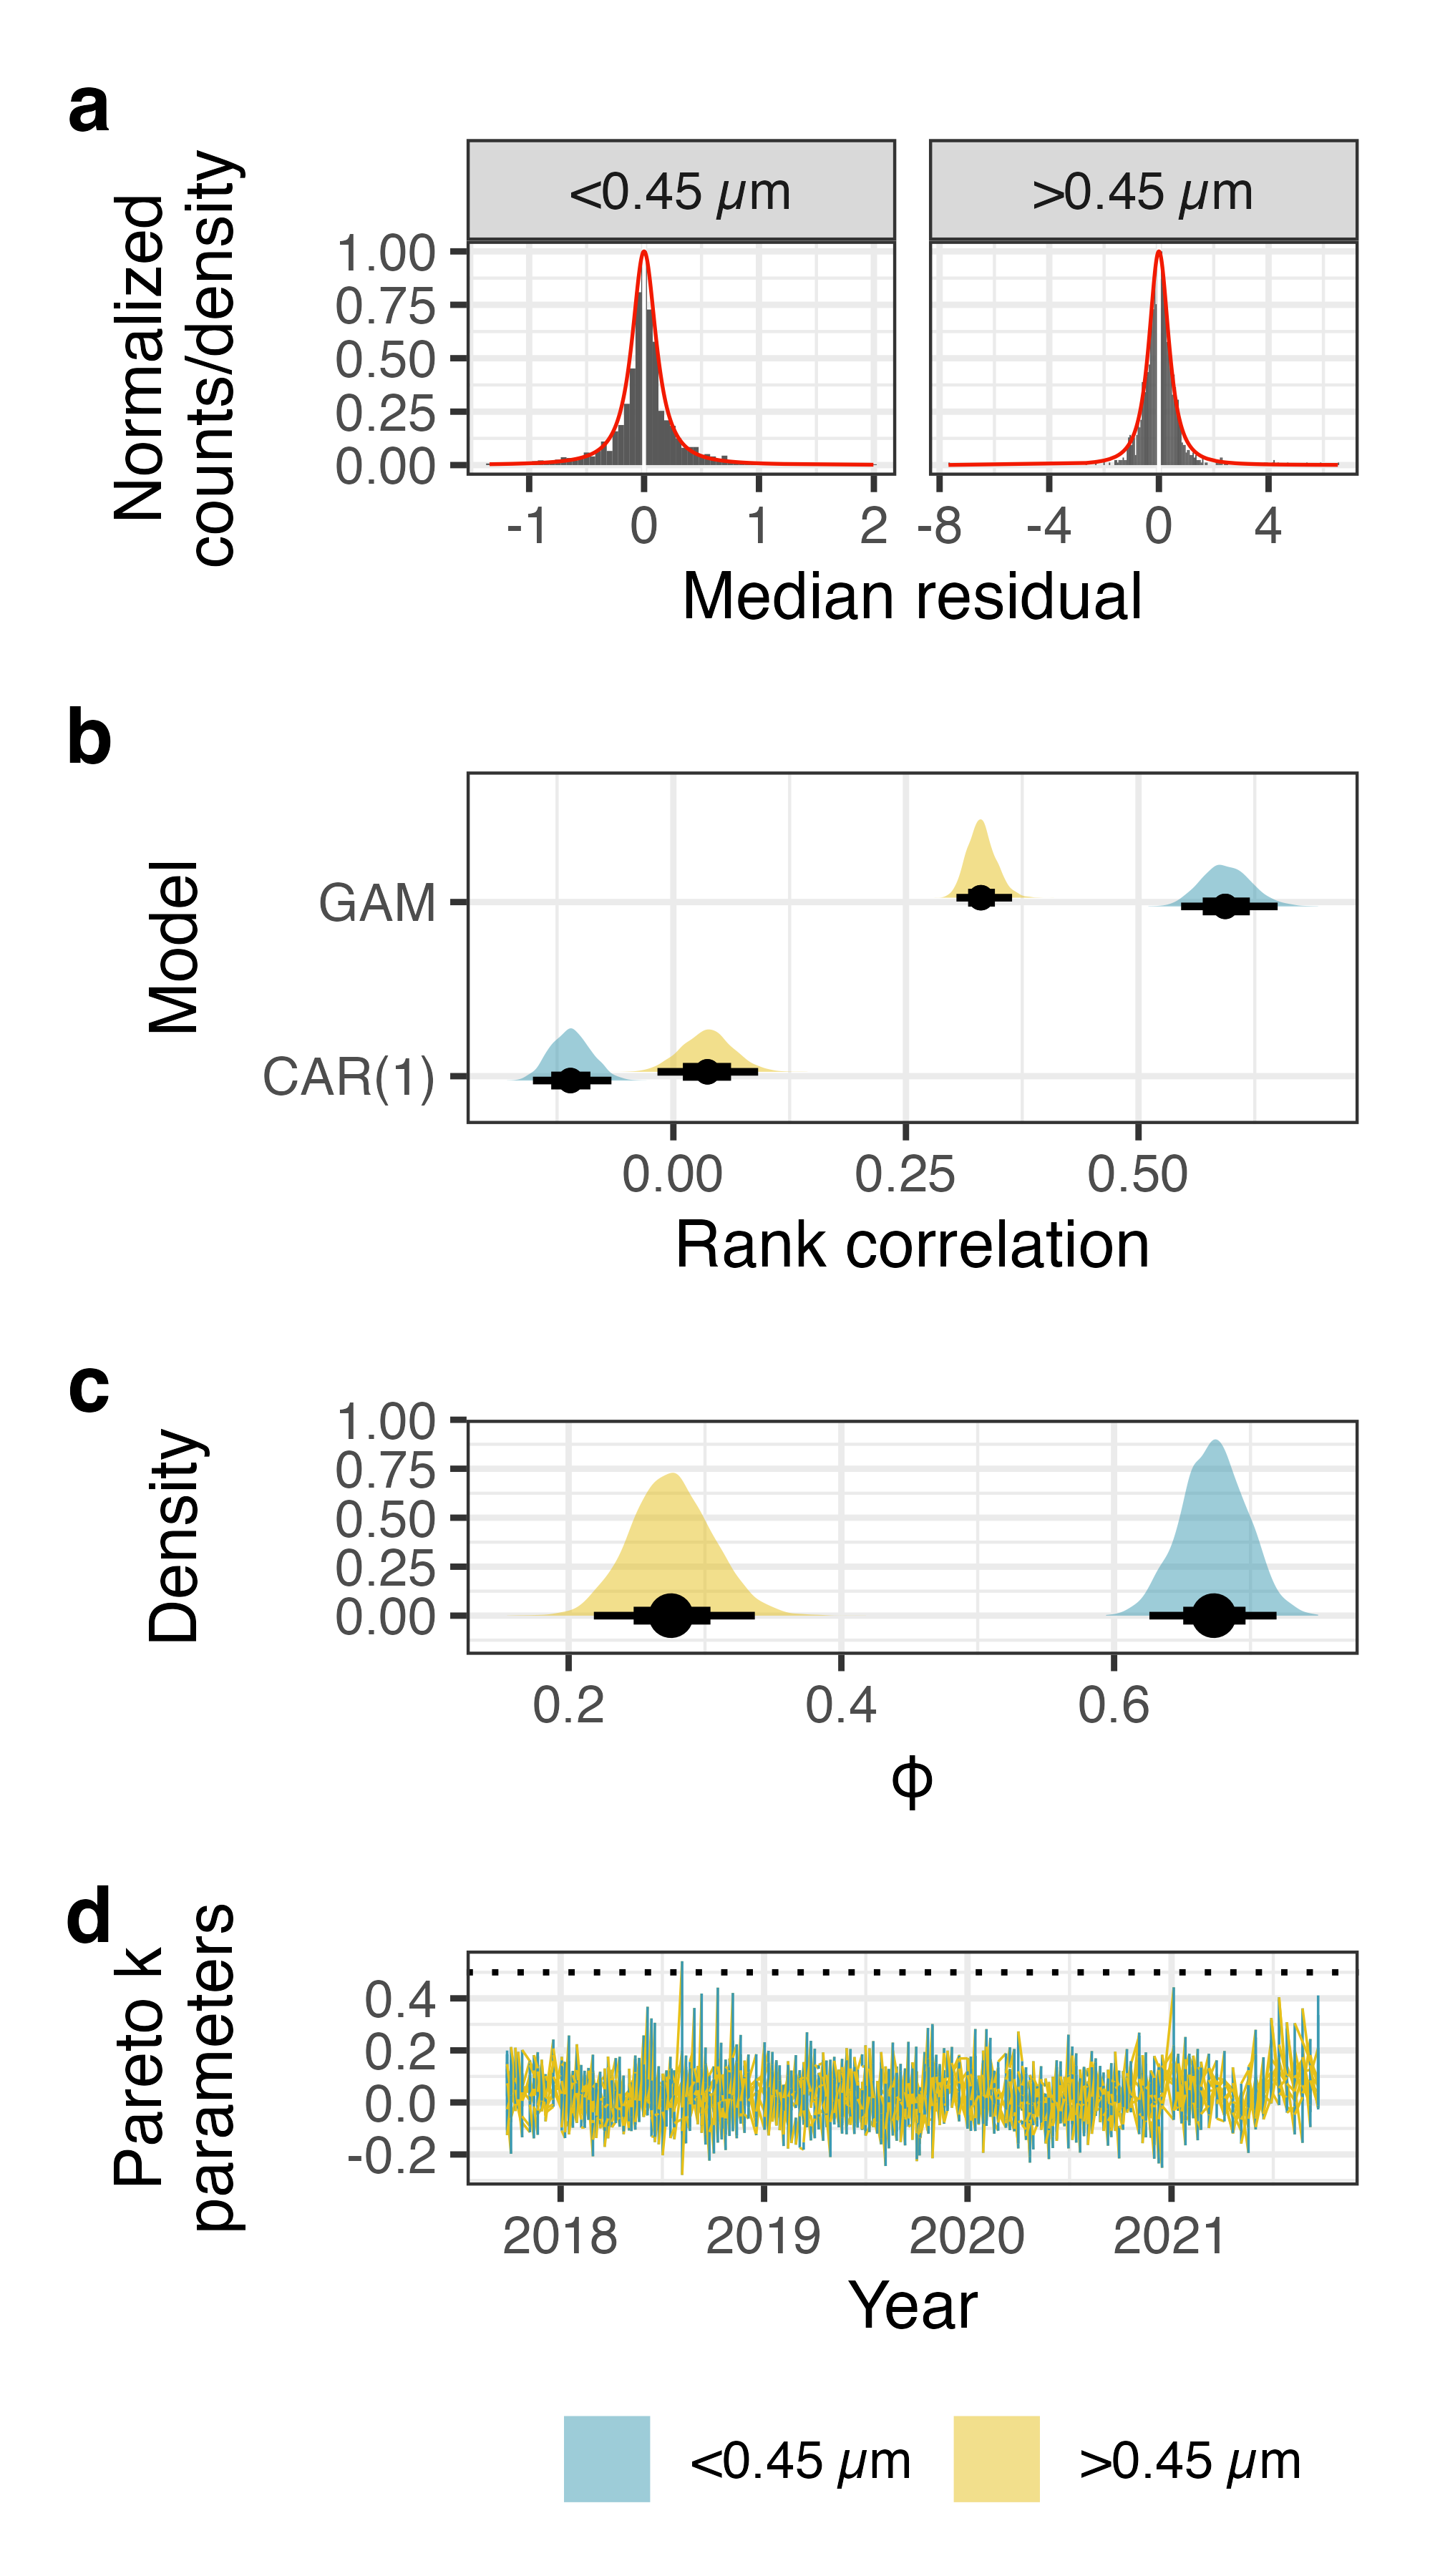 a
Normalized
counts/density
<0.45 µm
>0.45 µm
1.00
0.75
0.50
0.25
0.00
-1 0 1 2
-8 -4 0 4
Median residual
b
Model
GAM
CAR(1)
0.00 0.25 0.50
Rank correlation
c
Density
1.00
0.75
0.50
0.25
0.00
0.2 0.4 0.6
ϕ
d
Pareto k
parameters
0.4
0.2
0.0
-0.2
2018 2019 2020 2021
Year
<0.45 µm >0.45 µm